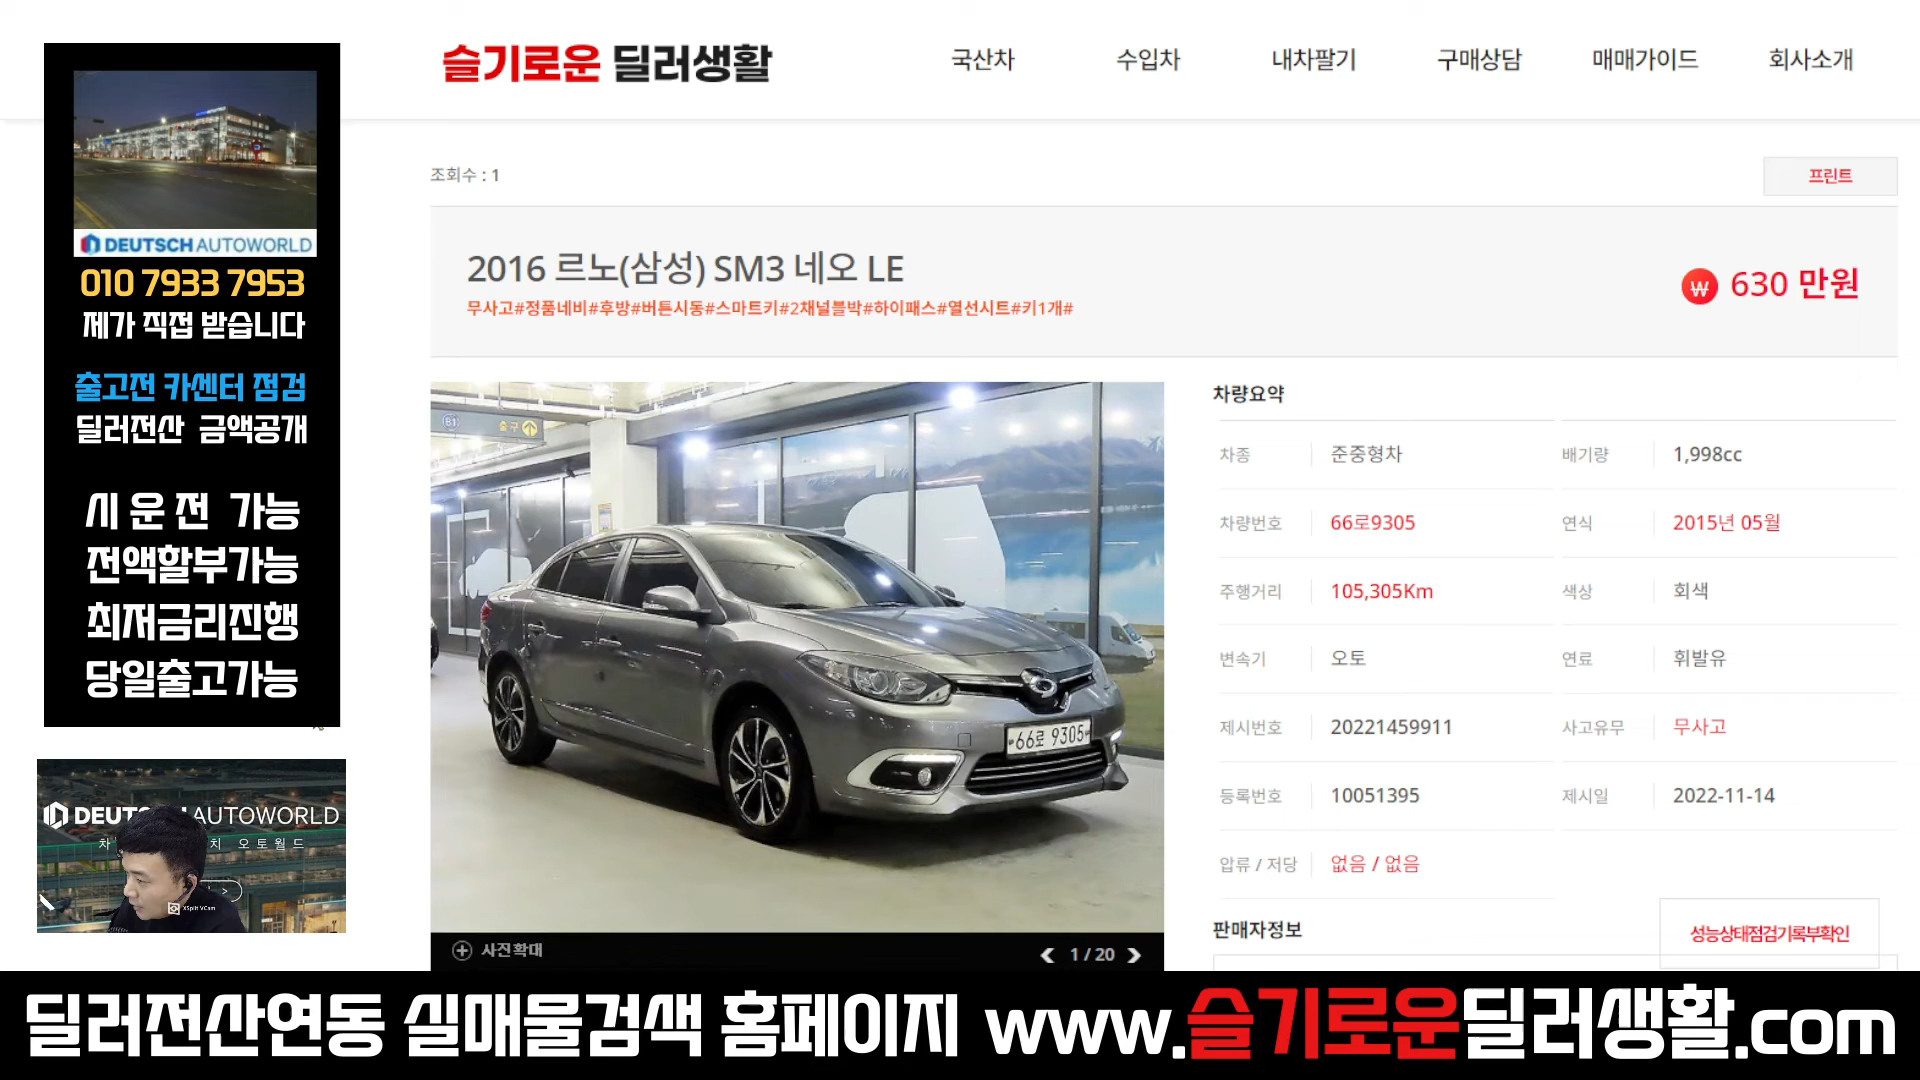 DEUTSCH AUTOWORLD
010 7933 7953
제가 직접 받습니다
출고전 카센터 점검
딜러전산 금액공개
시 운 전 가능
전액할부가능
최저금리진행
당일출고가능
슬기로운 딜러생활
국산차 수입차 내차팔기 구매상담 매매가이드 회사소개
조회수 : 1
프린트
2016 르노(삼성) SM3 네오 LE
무사고#정품네비#후방#버튼시동#스마트키#2채널블박#하이패스#열선시트#키1개#
₩ 630 만원
B1 출구
66로 9305
사진확대
1 / 20
차량요약
차종 준중형차 배기량 1,998cc
차량번호 66로9305 연식 2015년 05월
주행거리 105,305Km 색상 회색
변속기 오토 연료 휘발유
제시번호 20221459911 사고유무 무사고
등록번호 10051395 제시일 2022-11-14
압류 / 저당 없음 / 없음
판매자정보
성능상태점검기록부확인
AUTOWORLD
차 치 오토월드
XSplit VCam
딜러전산연동 실매물검색 홈페이지 www.슬기로운딜러생활.com